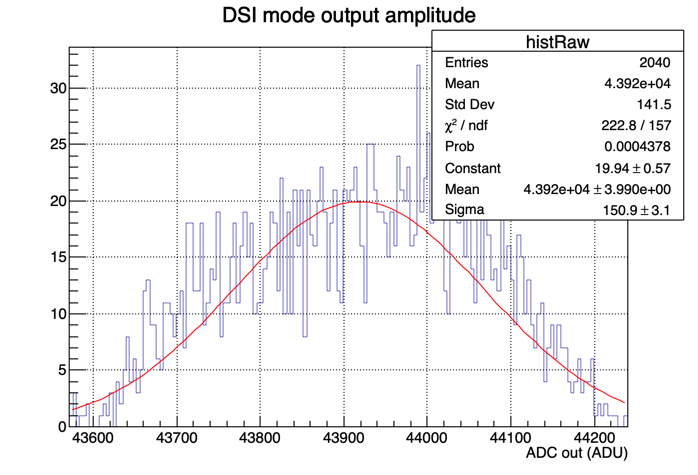 DSI mode output amplitude
histRaw
Entries 2040
Mean 4.392e+04
Std Dev 141.5
χ² / ndf 222.8 / 157
Prob 0.0004378
Constant 19.94 ± 0.57
Mean 4.392e+04 ± 3.990e+00
Sigma 150.9 ± 3.1
30
25
20
15
10
5
0
43600 43700 43800 43900 44000 44100 44200
ADC out (ADU)